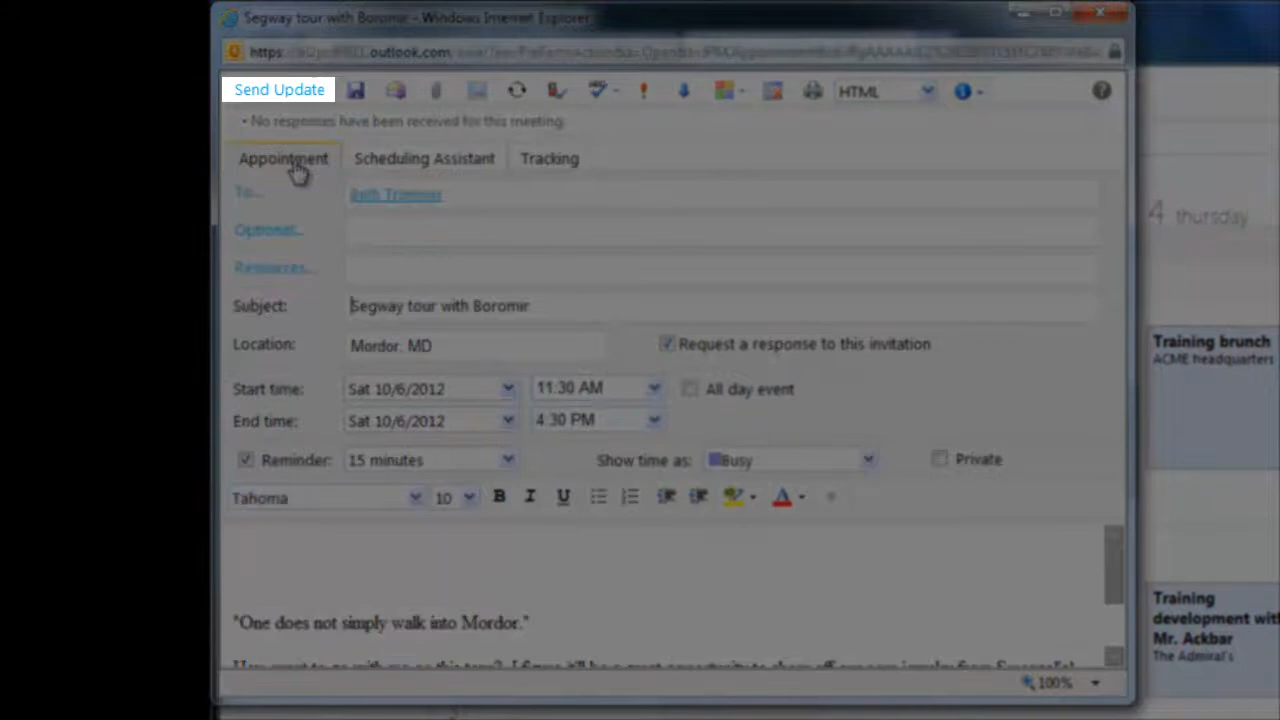 Segway tour with Boromir - Windows Internet Explorer
https:
outlook.com
Send Update
HTML
• No responses have been received for this meeting.
Appointment Scheduling Assistant Tracking
To...
Optional...
Resources...
Subject: Segway tour with Boromir
Location: Mordor. MD Request a response to this invitation
Start time: Sat 10/6/2012 11:30 AM All day event
End time: Sat 10/6/2012 4:30 PM
Reminder: 15 minutes Show time as: Busy Private
Tahoma 10 B I U A
"One does not simply walk into Mordor."
100%
4 thursday
Training brunch
ACME headquarters
Training
development with
Mr. Ackbar
The Admiral's